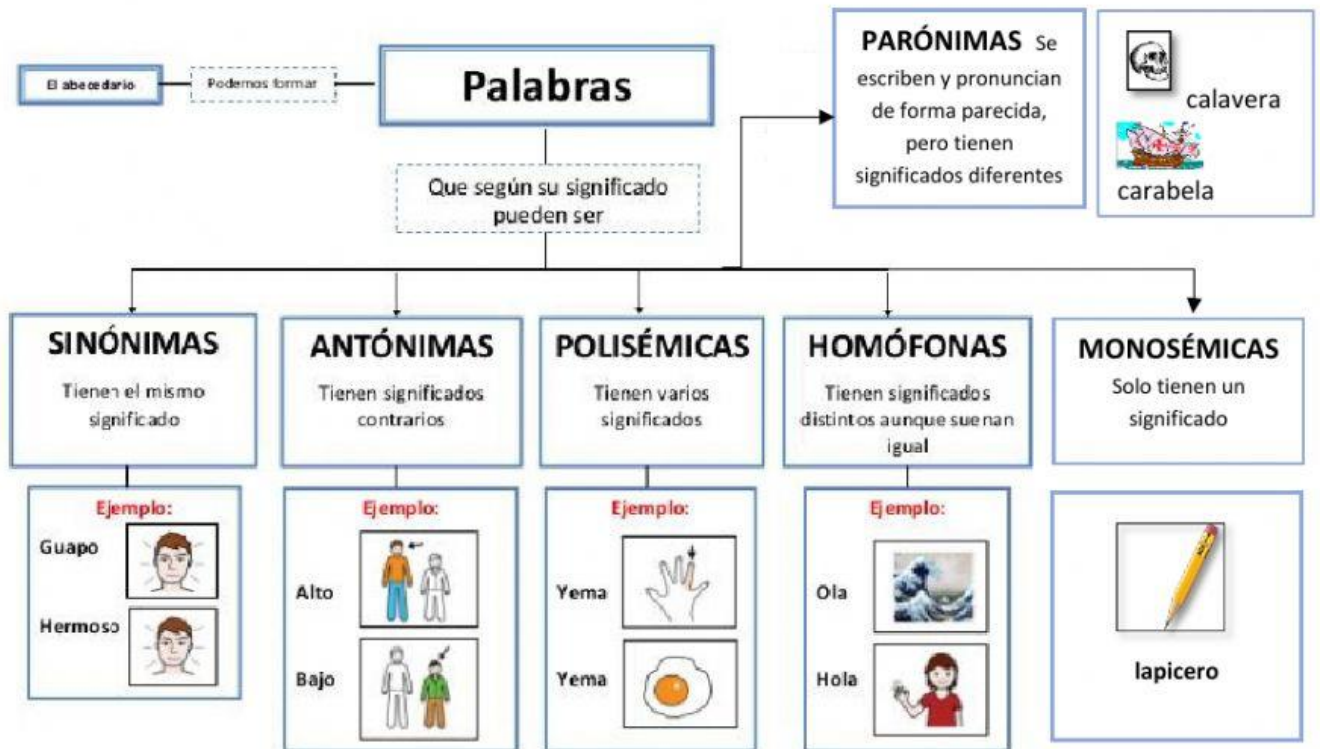 El abecedario
Podemos formar
Palabras
Que según su significado
pueden ser
PARÓNIMAS Se
escriben y pronuncian
de forma parecida,
pero tienen
significados diferentes
calavera
carabela
SINÓNIMAS
Tienen el mismo
significado
Ejemplo:
Guapo
Hermoso
ANTÓNIMAS
Tienen significados
contrarios
Ejemplo:
Alto
Bajo
POLISÉMICAS
Tienen varios
significados
Ejemplo:
Yema
Yema
HOMÓFONAS
Tienen significados
distintos aunque suenan
igual
Ejemplo:
Ola
Hola
MONOSÉMICAS
Solo tienen un
significado
lapicero